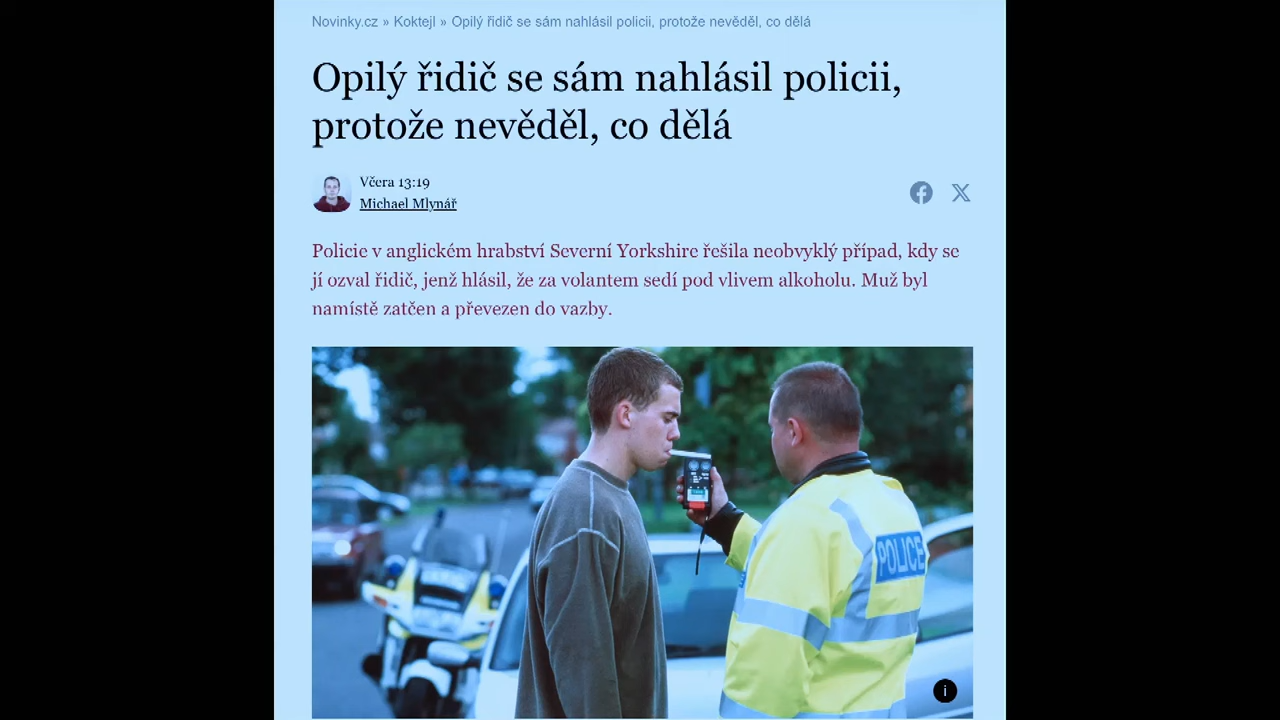 Novinky.cz » Koktejl » Opilý řidič se sám nahlásil policii, protože nevěděl, co dělá
Opilý řidič se sám nahlásil policii,
protože nevěděl, co dělá
Včera 13:19
Michael Mlynář
Policie v anglickém hrabství Severní Yorkshire řešila neobvyklý případ, kdy se
jí ozval řidič, jenž hlásil, že za volantem sedí pod vlivem alkoholu. Muž byl
namístě zatčen a převezen do vazby.
POLICE
i